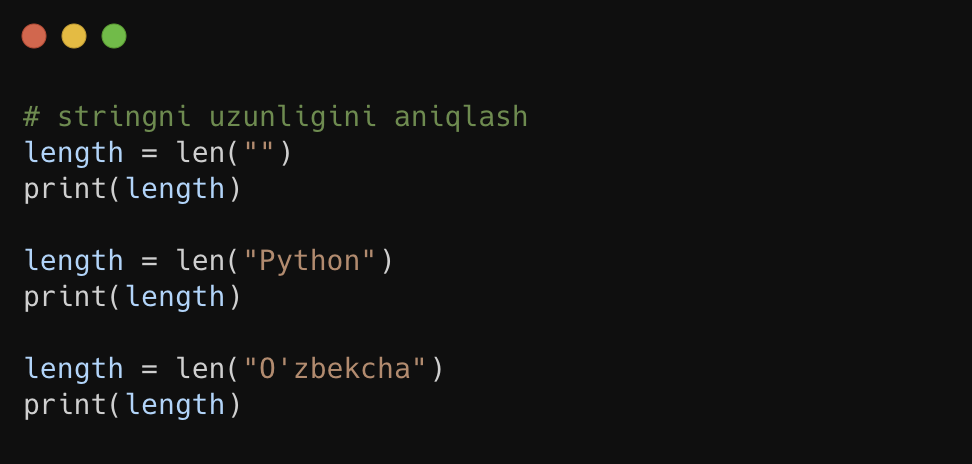 # stringni uzunligini aniqlash
length = len("")
print(length)
length = len("Python")
print(length)
length = len("O'zbekcha")
print(length)